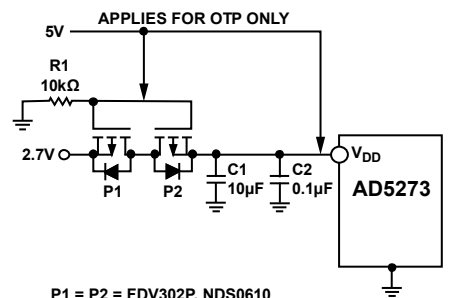 APPLIES FOR OTP ONLY
5V
R1
10kΩ
2.7V
P1
P2
C1
10μF
C2
0.1μF
VDD
AD5273
P1 = P2 = FDV302P, NDS0610